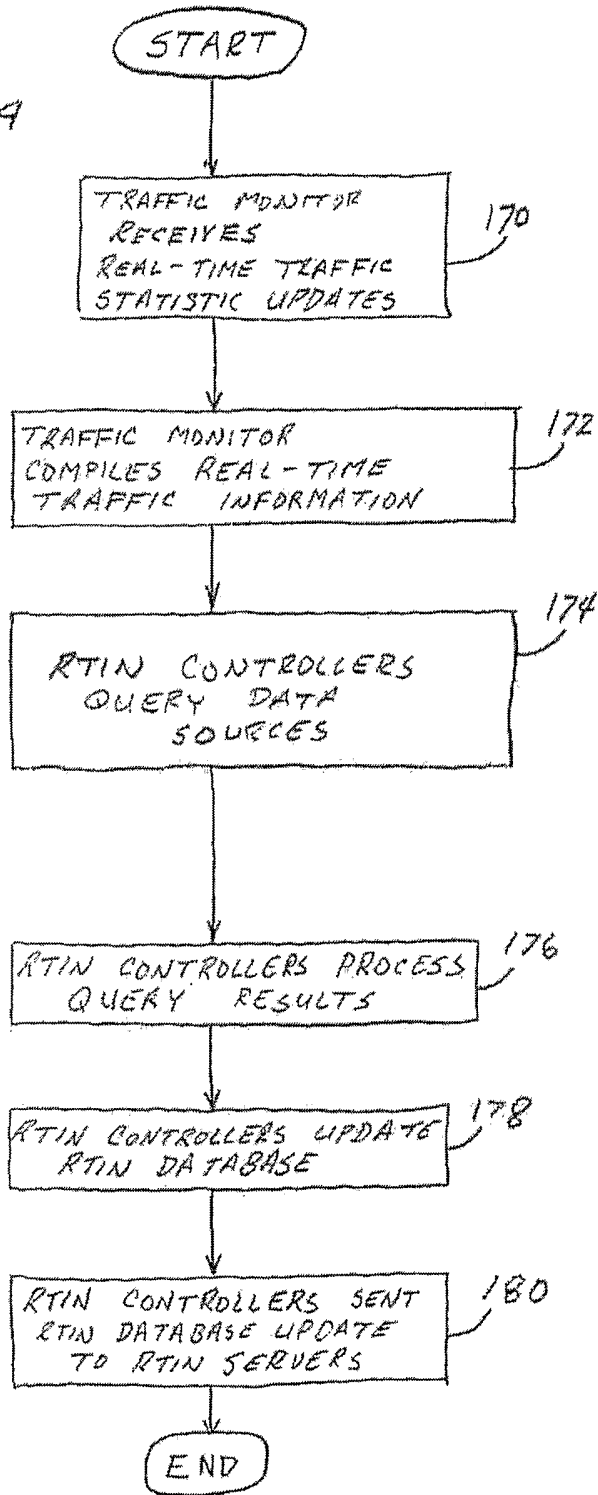 START
TRAFFIC MONITOR
RECEIVES
REAL-TIME TRAFFIC
STATISTIC UPDATES
170
TRAFFIC MONITOR
COMPILES REAL-TIME
TRAFFIC INFORMATION
172
RTIN CONTROLLERS
QUERY DATA
SOURCES
174
RTIN CONTROLLERS PROCESS
QUERY RESULTS
176
RTIN CONTROLLERS UPDATE
RTIN DATABASE
178
RTIN CONTROLLERS SENT
RTIN DATABASE UPDATE
TO RTIN SERVERS
180
END